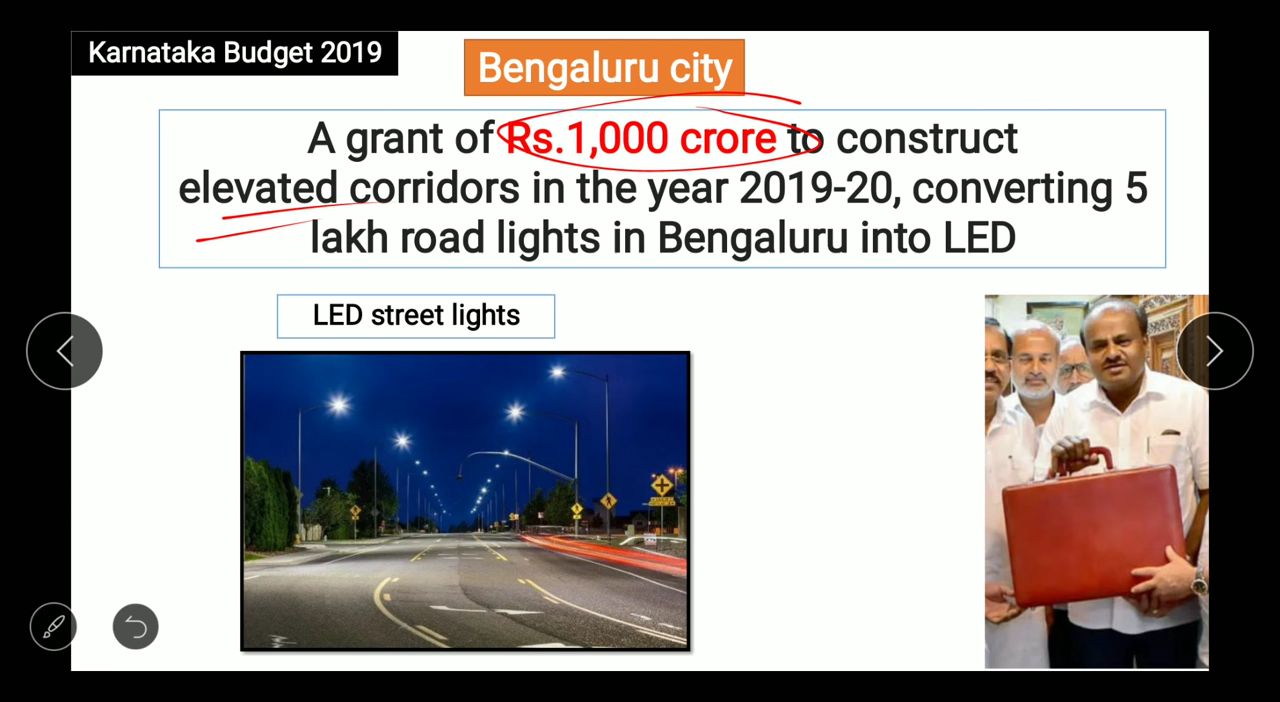 Karnataka Budget 2019
Bengaluru city
A grant of Rs.1,000 crore to construct
elevated corridors in the year 2019-20, converting 5
lakh road lights in Bengaluru into LED
LED street lights